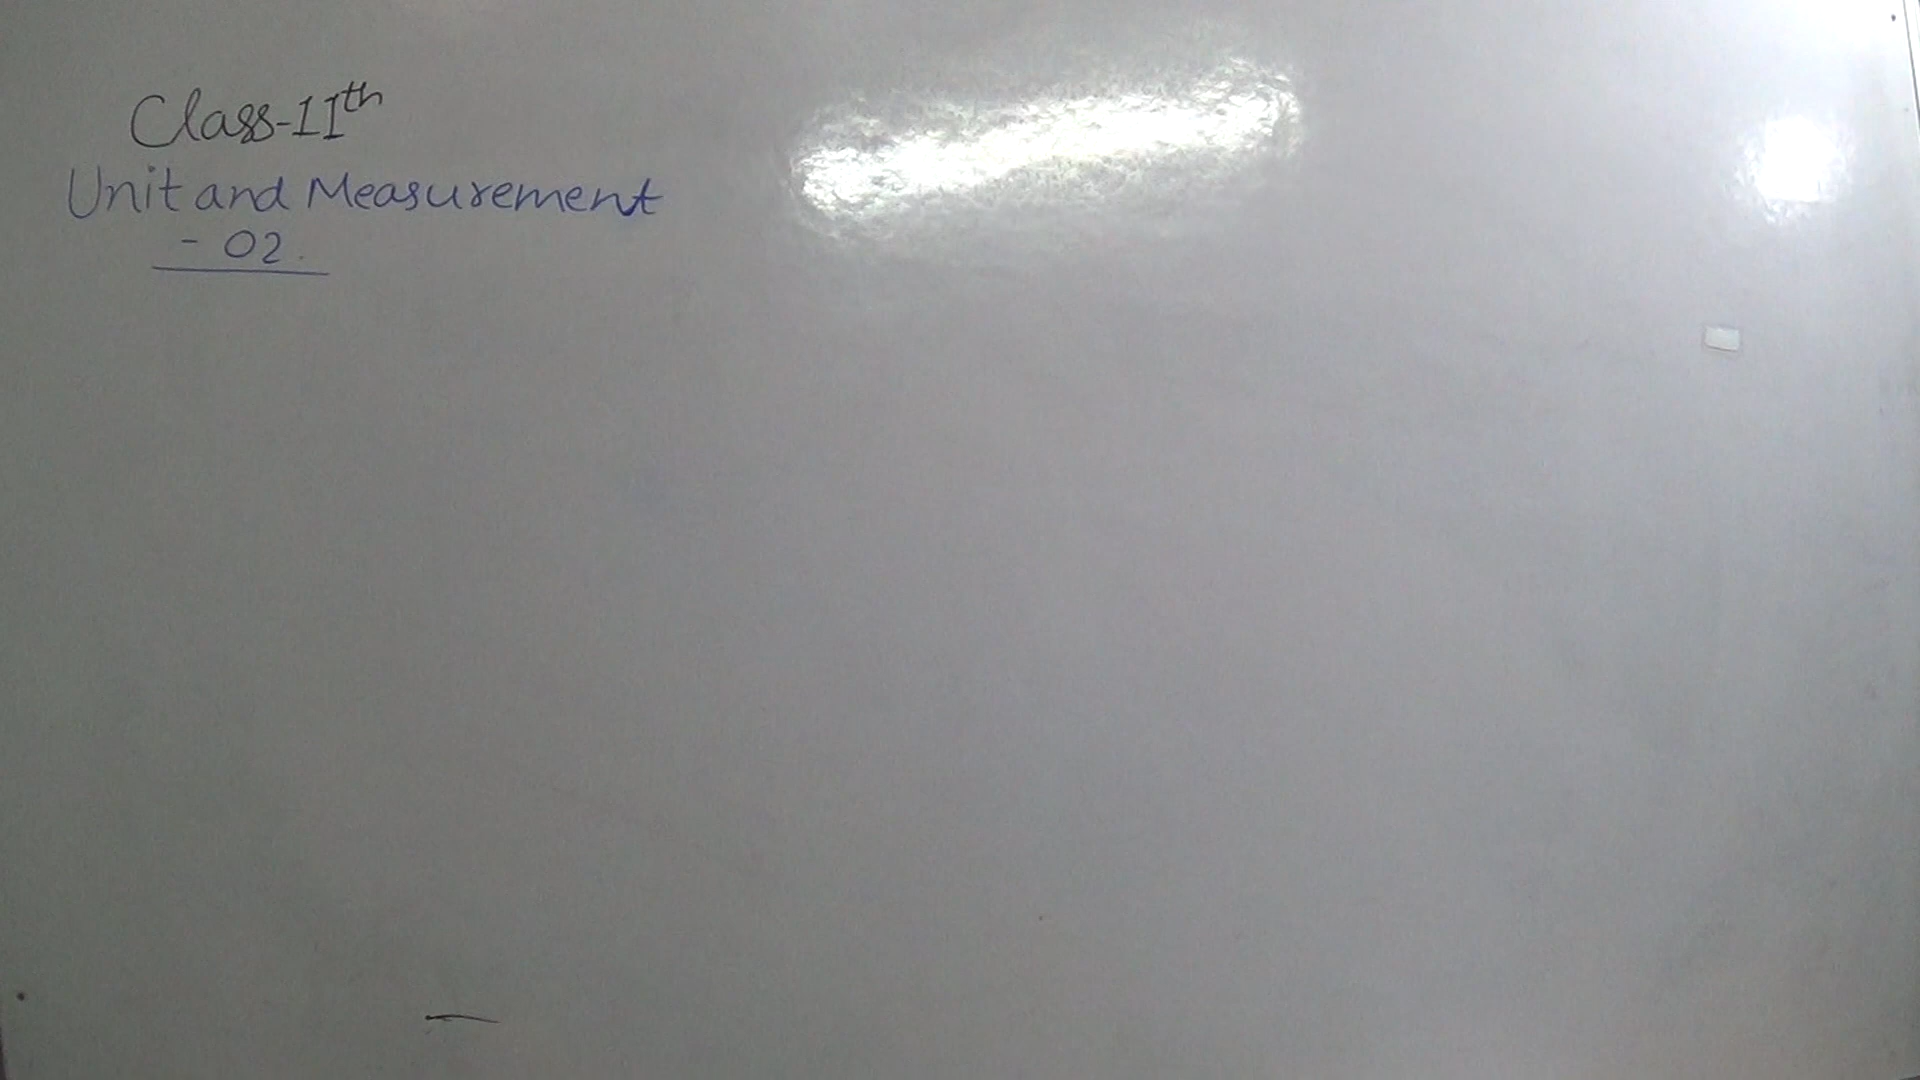 Class-11th
Unit and Measurement
- 02.